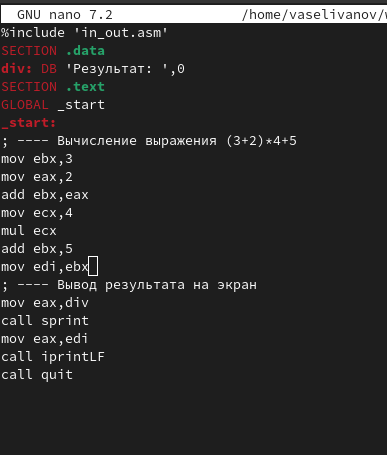 GNU nano 7.2 /home/vaselivanov/w
%include 'in_out.asm'
SECTION .data
div: DB 'Результат: ',0
SECTION .text
GLOBAL _start
_start:
; ---- Вычисление выражения (3+2)*4+5
mov ebx,3
mov eax,2
add ebx,eax
mov ecx,4
mul ecx
add ebx,5
mov edi,ebx
; ---- Вывод результата на экран
mov eax,div
call sprint
mov eax,edi
call iprintLF
call quit